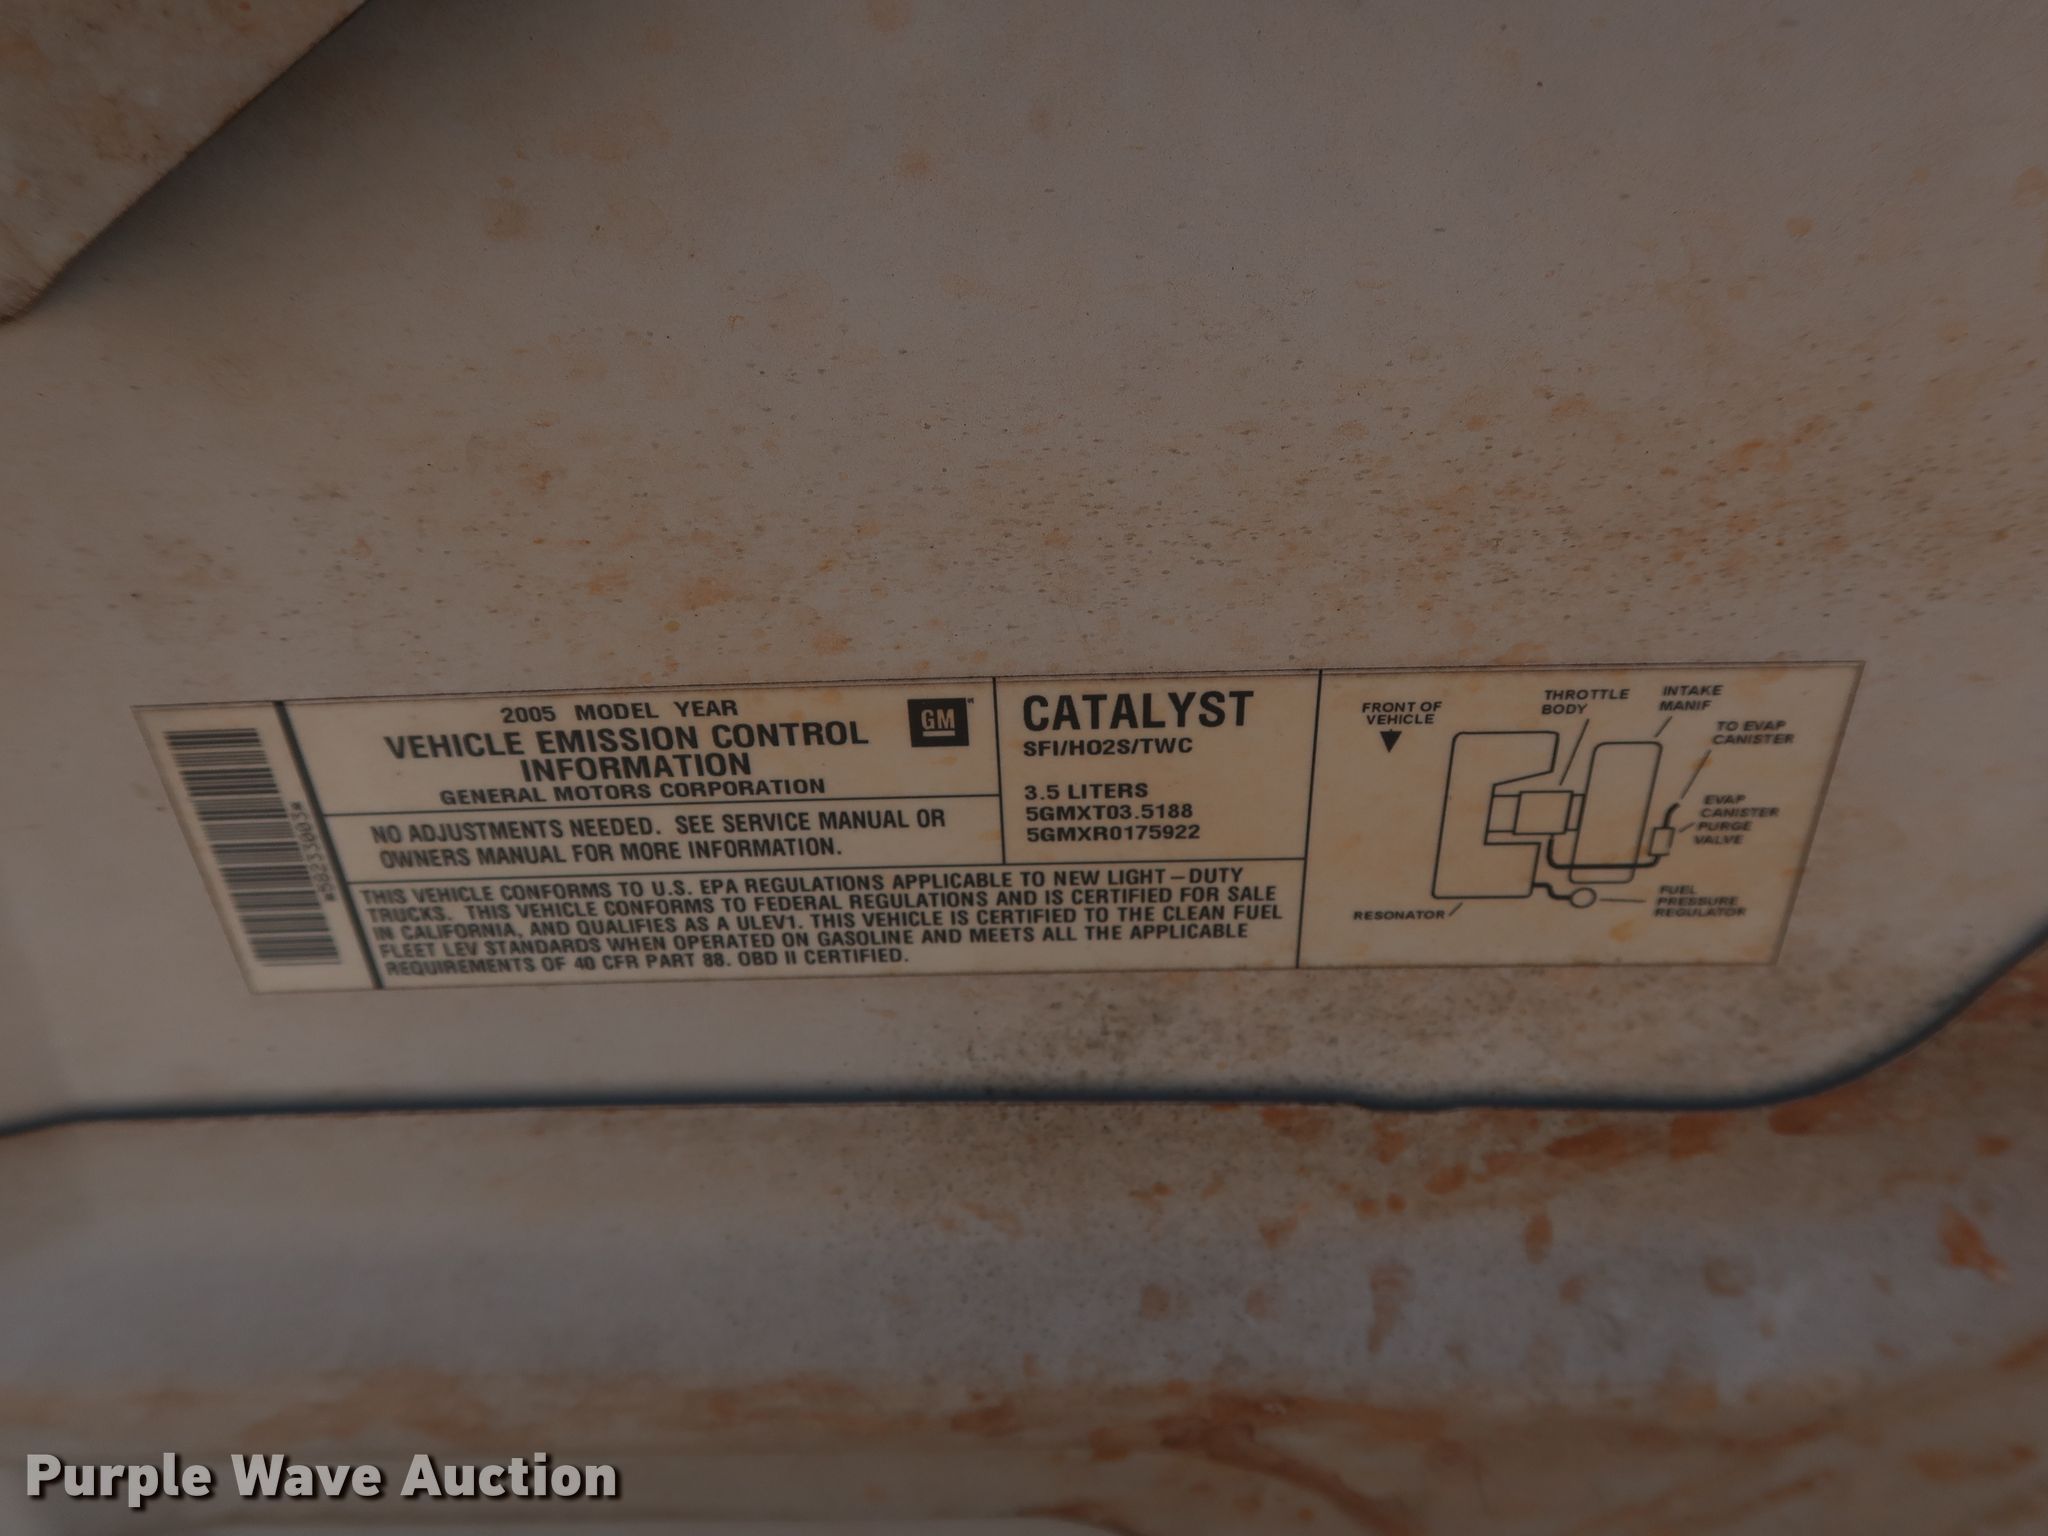 2005 MODEL YEAR
VEHICLE EMISSION CONTROL
INFORMATION
GENERAL MOTORS CORPORATION
GM
NO ADJUSTMENTS NEEDED. SEE SERVICE MANUAL OR
OWNERS MANUAL FOR MORE INFORMATION.
CATALYST
SFI/HO2S/TWC
3.5 LITERS
5GMXT03.5188
5GMXR0175922
THIS VEHICLE CONFORMS TO U.S. EPA REGULATIONS APPLICABLE TO NEW LIGHT-DUTY
TRUCKS. THIS VEHICLE CONFORMS TO FEDERAL REGULATIONS AND IS CERTIFIED FOR SALE
IN CALIFORNIA, AND QUALIFIES AS A ULEV1. THIS VEHICLE IS CERTIFIED TO THE CLEAN FUEL
FLEET LEV STANDARDS WHEN OPERATED ON GASOLINE AND MEETS ALL THE APPLICABLE
REQUIREMENTS OF 40 CFR PART 88. OBD II CERTIFIED.
FRONT OF
VEHICLE
THROTTLE
BODY
INTAKE
MANIF
TO EVAP
CANISTER
EVAP
CANISTER
PURGE
VALVE
FUEL
PRESSURE
REGULATOR
RESONATOR
*58233003*
Purple Wave Auction